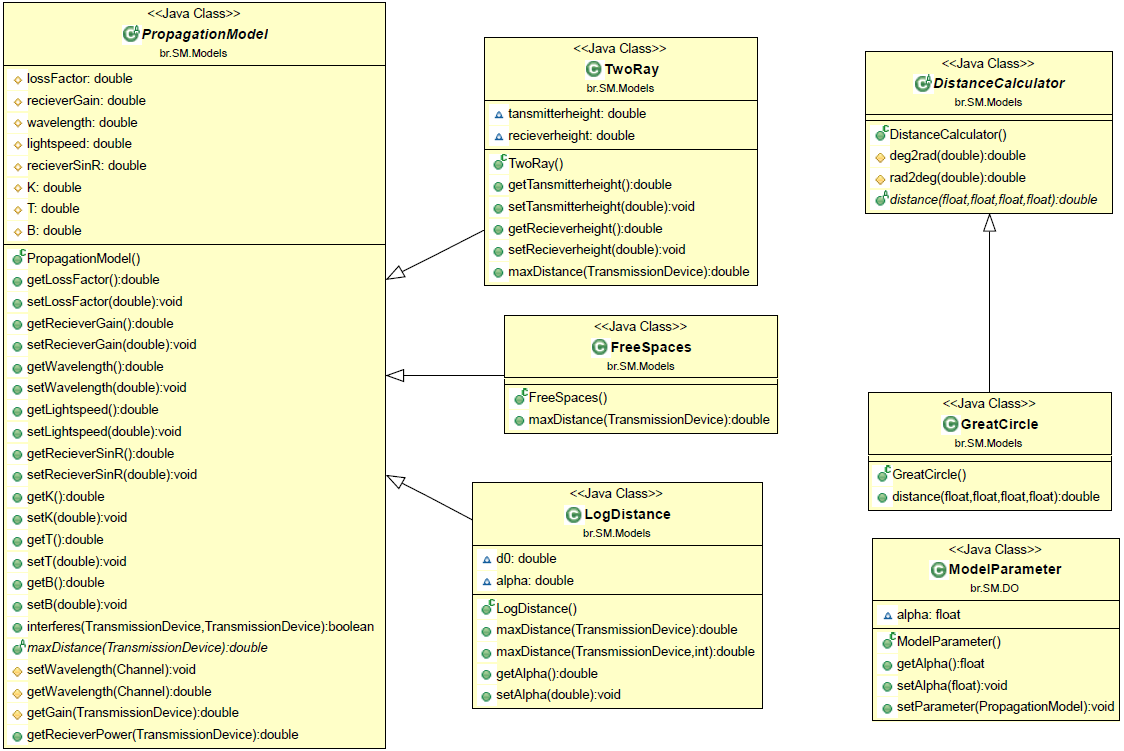 <<Java Class>>
PropagationModel
br.SM.Models
lossFactor: double
recieverGain: double
wavelength: double
lightspeed: double
recieverSinR: double
K: double
T: double
B: double
PropagationModel()
getLossFactor():double
setLossFactor(double):void
getRecieverGain():double
setRecieverGain(double):void
getWavelength():double
setWavelength(double):void
getLightspeed():double
setLightspeed(double):void
getRecieverSinR():double
setRecieverSinR(double):void
getK():double
setK(double):void
getT():double
setT(double):void
getB():double
setB(double):void
interferes(TransmissionDevice,TransmissionDevice):boolean
maxDistance(TransmissionDevice):double
setWavelength(Channel):void
getWavelength(Channel):double
getGain(TransmissionDevice):double
getRecieverPower(TransmissionDevice):double
<<Java Class>>
TwoRay
br.SM.Models
tansmitterheight: double
recieverheight: double
TwoRay()
getTansmitterheight():double
setTansmitterheight(double):void
getRecieverheight():double
setRecieverheight(double):void
maxDistance(TransmissionDevice):double
<<Java Class>>
FreeSpaces
br.SM.Models
FreeSpaces()
maxDistance(TransmissionDevice):double
<<Java Class>>
LogDistance
br.SM.Models
d0: double
alpha: double
LogDistance()
maxDistance(TransmissionDevice):double
maxDistance(TransmissionDevice,int):double
getAlpha():double
setAlpha(double):void
<<Java Class>>
DistanceCalculator
br.SM.Models
DistanceCalculator()
deg2rad(double):double
rad2deg(double):double
distance(float,float,float,float):double
<<Java Class>>
GreatCircle
br.SM.Models
GreatCircle()
distance(float,float,float,float):double
<<Java Class>>
ModelParameter
br.SM.DO
alpha: float
ModelParameter()
getAlpha():float
setAlpha(float):void
setParameter(PropagationModel):void